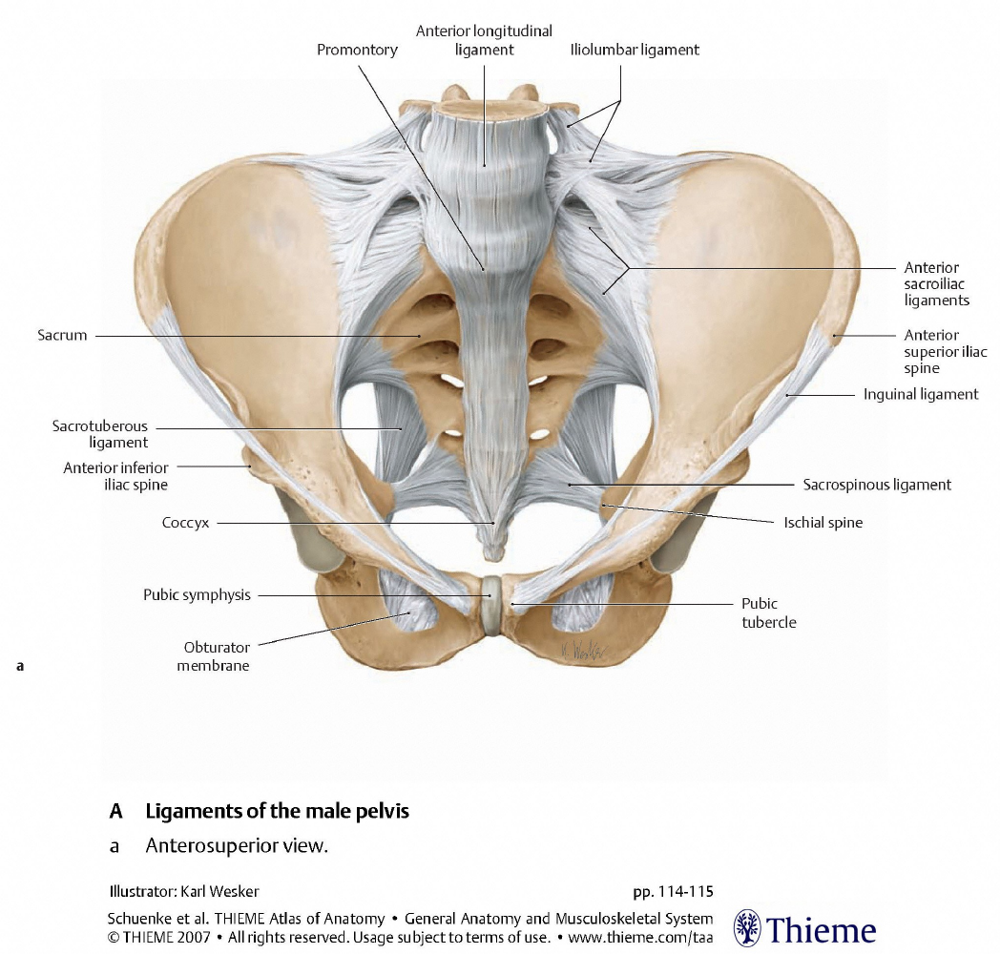 Anterior longitudinal
ligament
Promontory
Iliolumbar ligament
Anterior
sacroiliac
ligaments
Sacrum
Anterior
superior iliac
spine
Inguinal ligament
Sacrotuberous
ligament
Anterior inferior
iliac spine
Sacrospinous ligament
Coccyx
Ischial spine
Pubic symphysis
Pubic
tubercle
Obturator
membrane
K. Wesker
a
A Ligaments of the male pelvis
a Anterosuperior view.
Illustrator: Karl Wesker pp. 114-115
Schuenke et al. THIEME Atlas of Anatomy • General Anatomy and Musculoskeletal System
© THIEME 2007 • All rights reserved. Usage subject to terms of use. • www.thieme.com/taa
Thieme